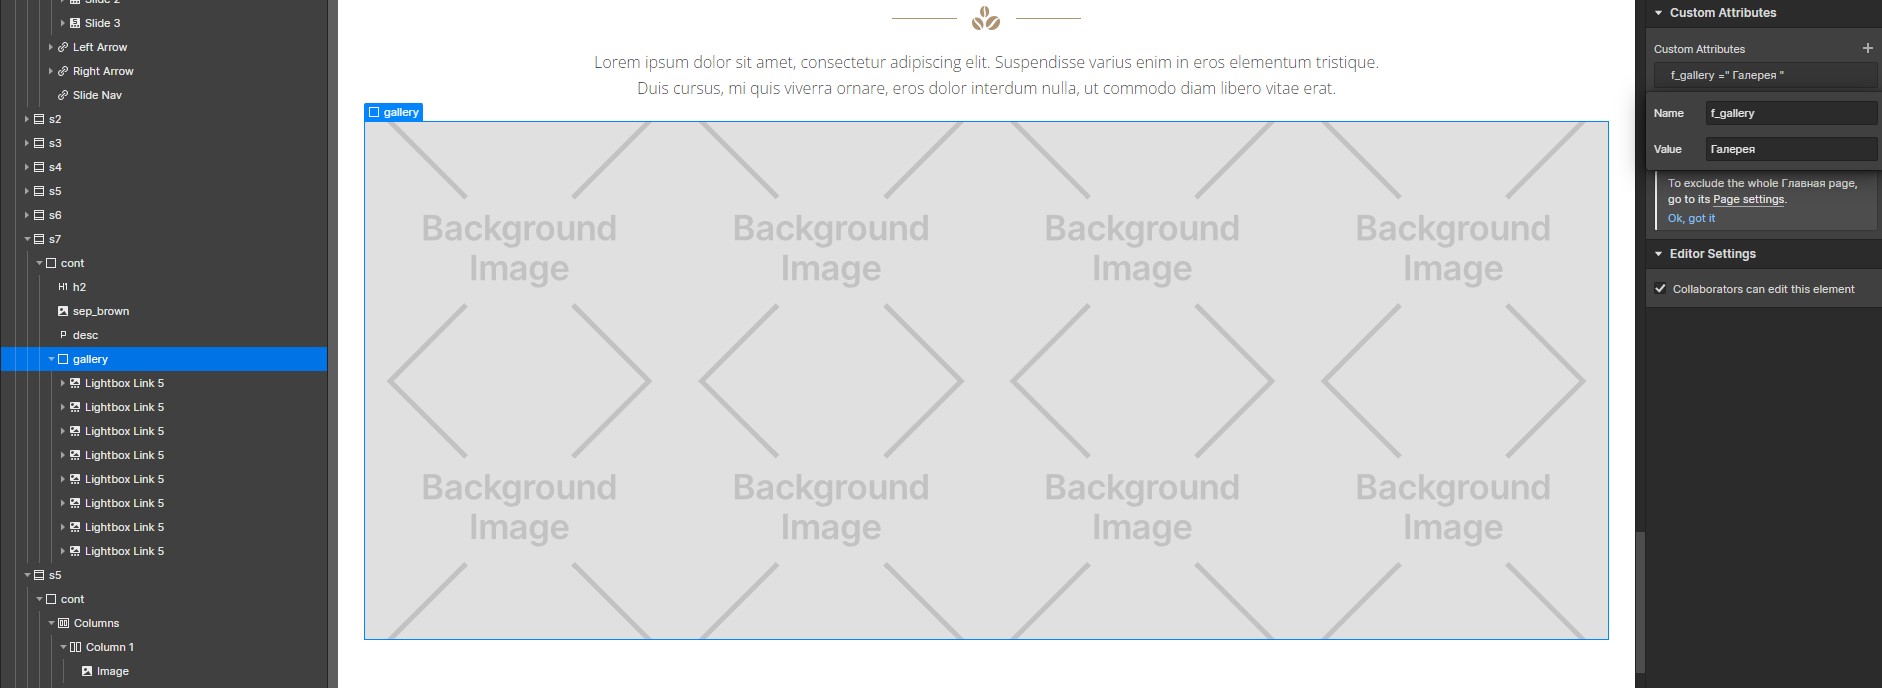 Slide 2
Slide 3
Left Arrow
Right Arrow
Slide Nav
s2
s3
s4
s5
s6
s7
cont
H1 h2
sep_brown
P desc
gallery
Lightbox Link 5
Lightbox Link 5
Lightbox Link 5
Lightbox Link 5
Lightbox Link 5
Lightbox Link 5
Lightbox Link 5
Lightbox Link 5
s5
cont
Columns
Column 1
Image
Lorem ipsum dolor sit amet, consectetur adipiscing elit. Suspendisse varius enim in eros elementum tristique.
Duis cursus, mi quis viverra ornare, eros dolor interdum nulla, ut commodo diam libero vitae erat.
gallery
Background Background Background Background
Image Image Image Image
Background Background Background Background
Image Image Image Image
Custom Attributes
Custom Attributes +
f_gallery =" Галерея "
Name f_gallery
Value Галерея
To exclude the whole Главная page,
go to its Page settings.
Ok, got it
Editor Settings
Collaborators can edit this element